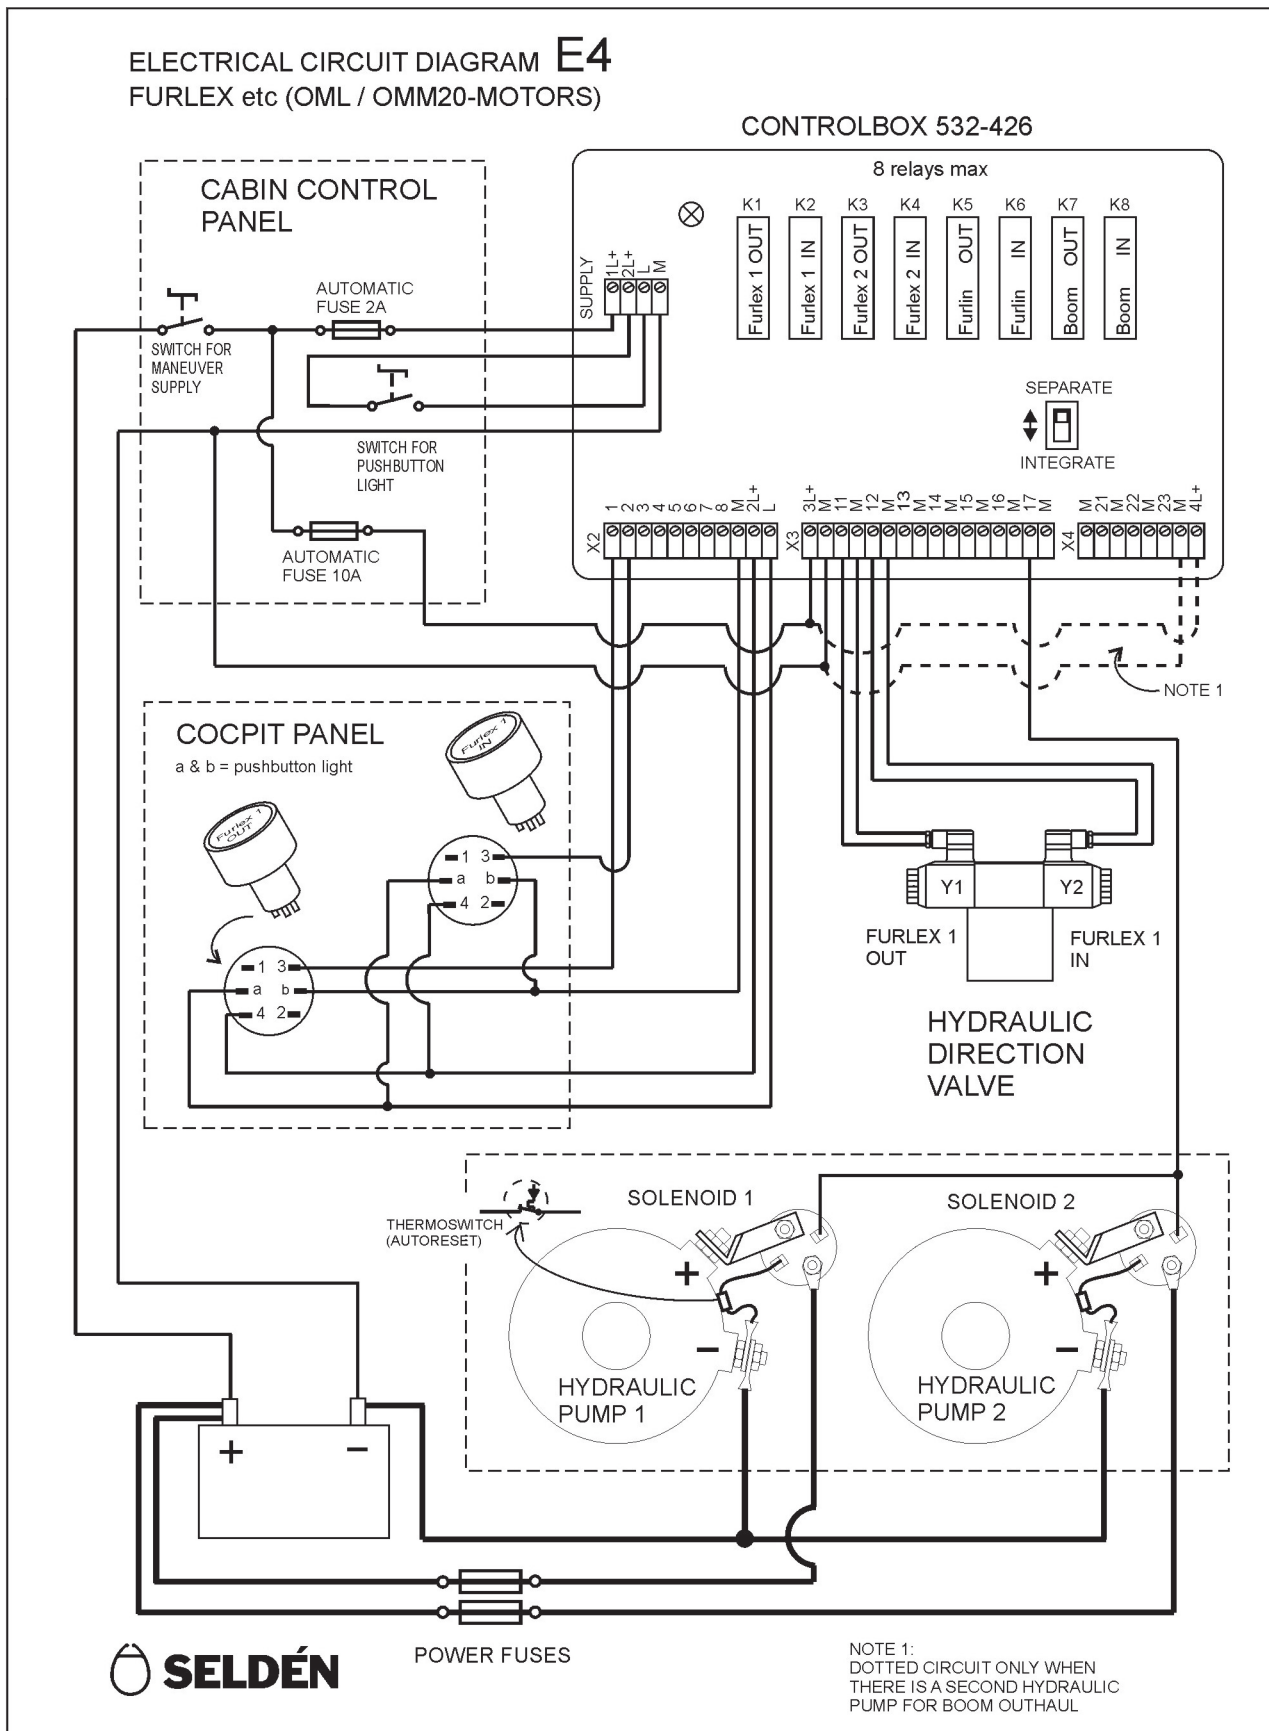 ELECTRICAL CIRCUIT DIAGRAM E4
FURLEX etc (OML / OMM20-MOTORS)
CONTROLBOX 532-426
8 relays max
CABIN CONTROL
PANEL
K1 K2 K3 K4 K5 K6 K7 K8
Furlex 1 OUT
Furlex 1 IN
Furlex 2 OUT
Furlex 2 IN
Furlin OUT
Furlin IN
Boom OUT
Boom IN
SUPPLY
1L+
2L+
L
M
AUTOMATIC
FUSE 2A
SWITCH FOR
MANEUVER
SUPPLY
SWITCH FOR
PUSHBUTTON
LIGHT
SEPARATE
INTEGRATE
AUTOMATIC
FUSE 10A
X2
1 2 3 4 5 6 7 8 M 2L+ L
X3
3L+ M 11 M 12 M 13 M 14 M 15 M 16 M 17 M
X4
M 21 M 22 M 23 M 4L+
NOTE 1
COCPIT PANEL
a & b = pushbutton light
Furlex 1
IN
Furlex 1
OUT
1 3
a b
4 2
1 3
a b
4 2
Y1
Y2
FURLEX 1
OUT
FURLEX 1
IN
HYDRAULIC
DIRECTION
VALVE
THERMOSWITCH
(AUTORESET)
SOLENOID 1
SOLENOID 2
+
+
−
−
HYDRAULIC
PUMP 1
HYDRAULIC
PUMP 2
+ −
POWER FUSES
SELDÉN
NOTE 1:
DOTTED CIRCUIT ONLY WHEN
THERE IS A SECOND HYDRAULIC
PUMP FOR BOOM OUTHAUL